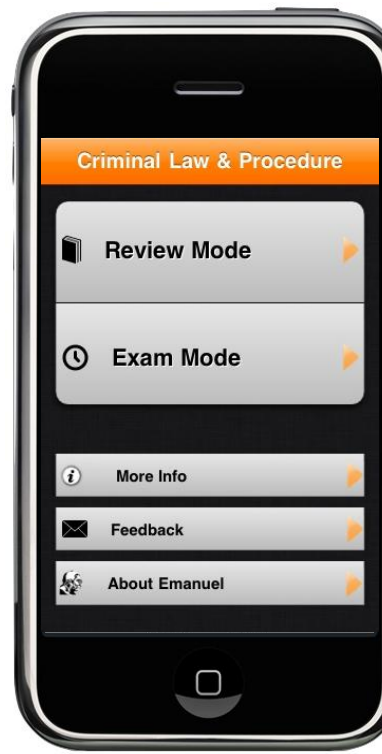 Criminal Law & Procedure
Review Mode
Exam Mode
More Info
Feedback
About Emanuel